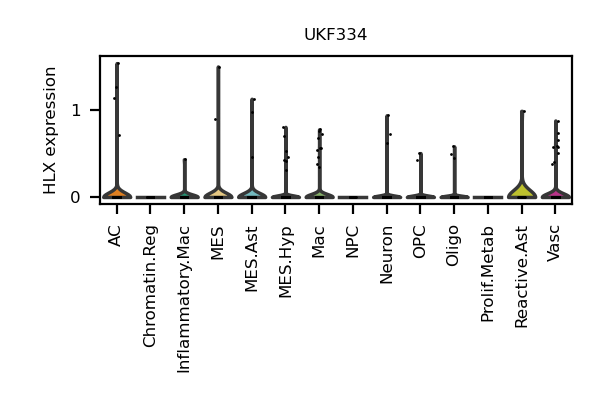 UKF334
HLX expression
1
0
AC
Chromatin.Reg
Inflammatory.Mac
MES
MES.Ast
MES.Hyp
Mac
NPC
Neuron
OPC
Oligo
Prolif.Metab
Reactive.Ast
Vasc